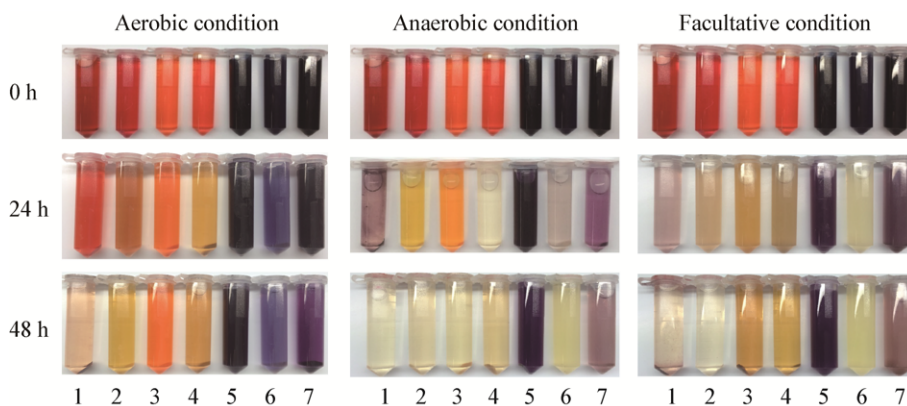 Aerobic condition Anaerobic condition Facultative condition
0 h
24 h
48 h
1 2 3 4 5 6 7 1 2 3 4 5 6 7 1 2 3 4 5 6 7